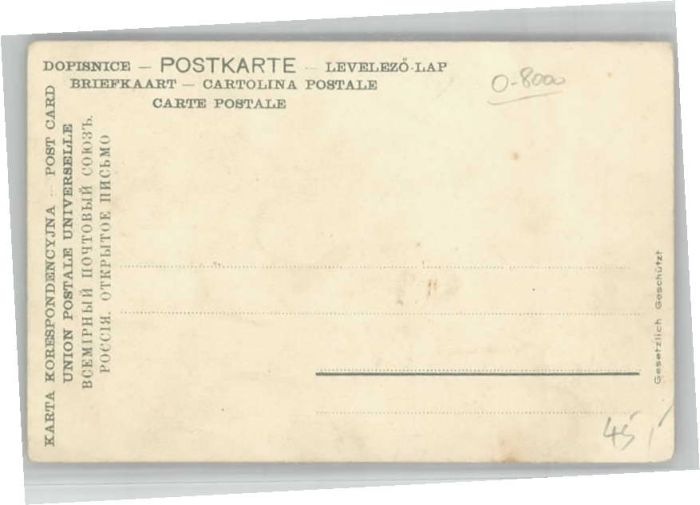 DOPISNICE — POSTKARTE — LEVELEZŐ-LAP
BRIEFKAART — CARTOLINA POSTALE
CARTE POSTALE
O-8000
KARTA KORESPONDENCYJNA — POST CARD
UNION POSTALE UNIVERSELLE
ВСЕМІРНЫЙ ПОЧТОВЫЙ СОЮЗЪ.
РОССІЯ. ОТКРЫТОЕ ПИСЬМО
Gesetzlich Geschützt
45,-